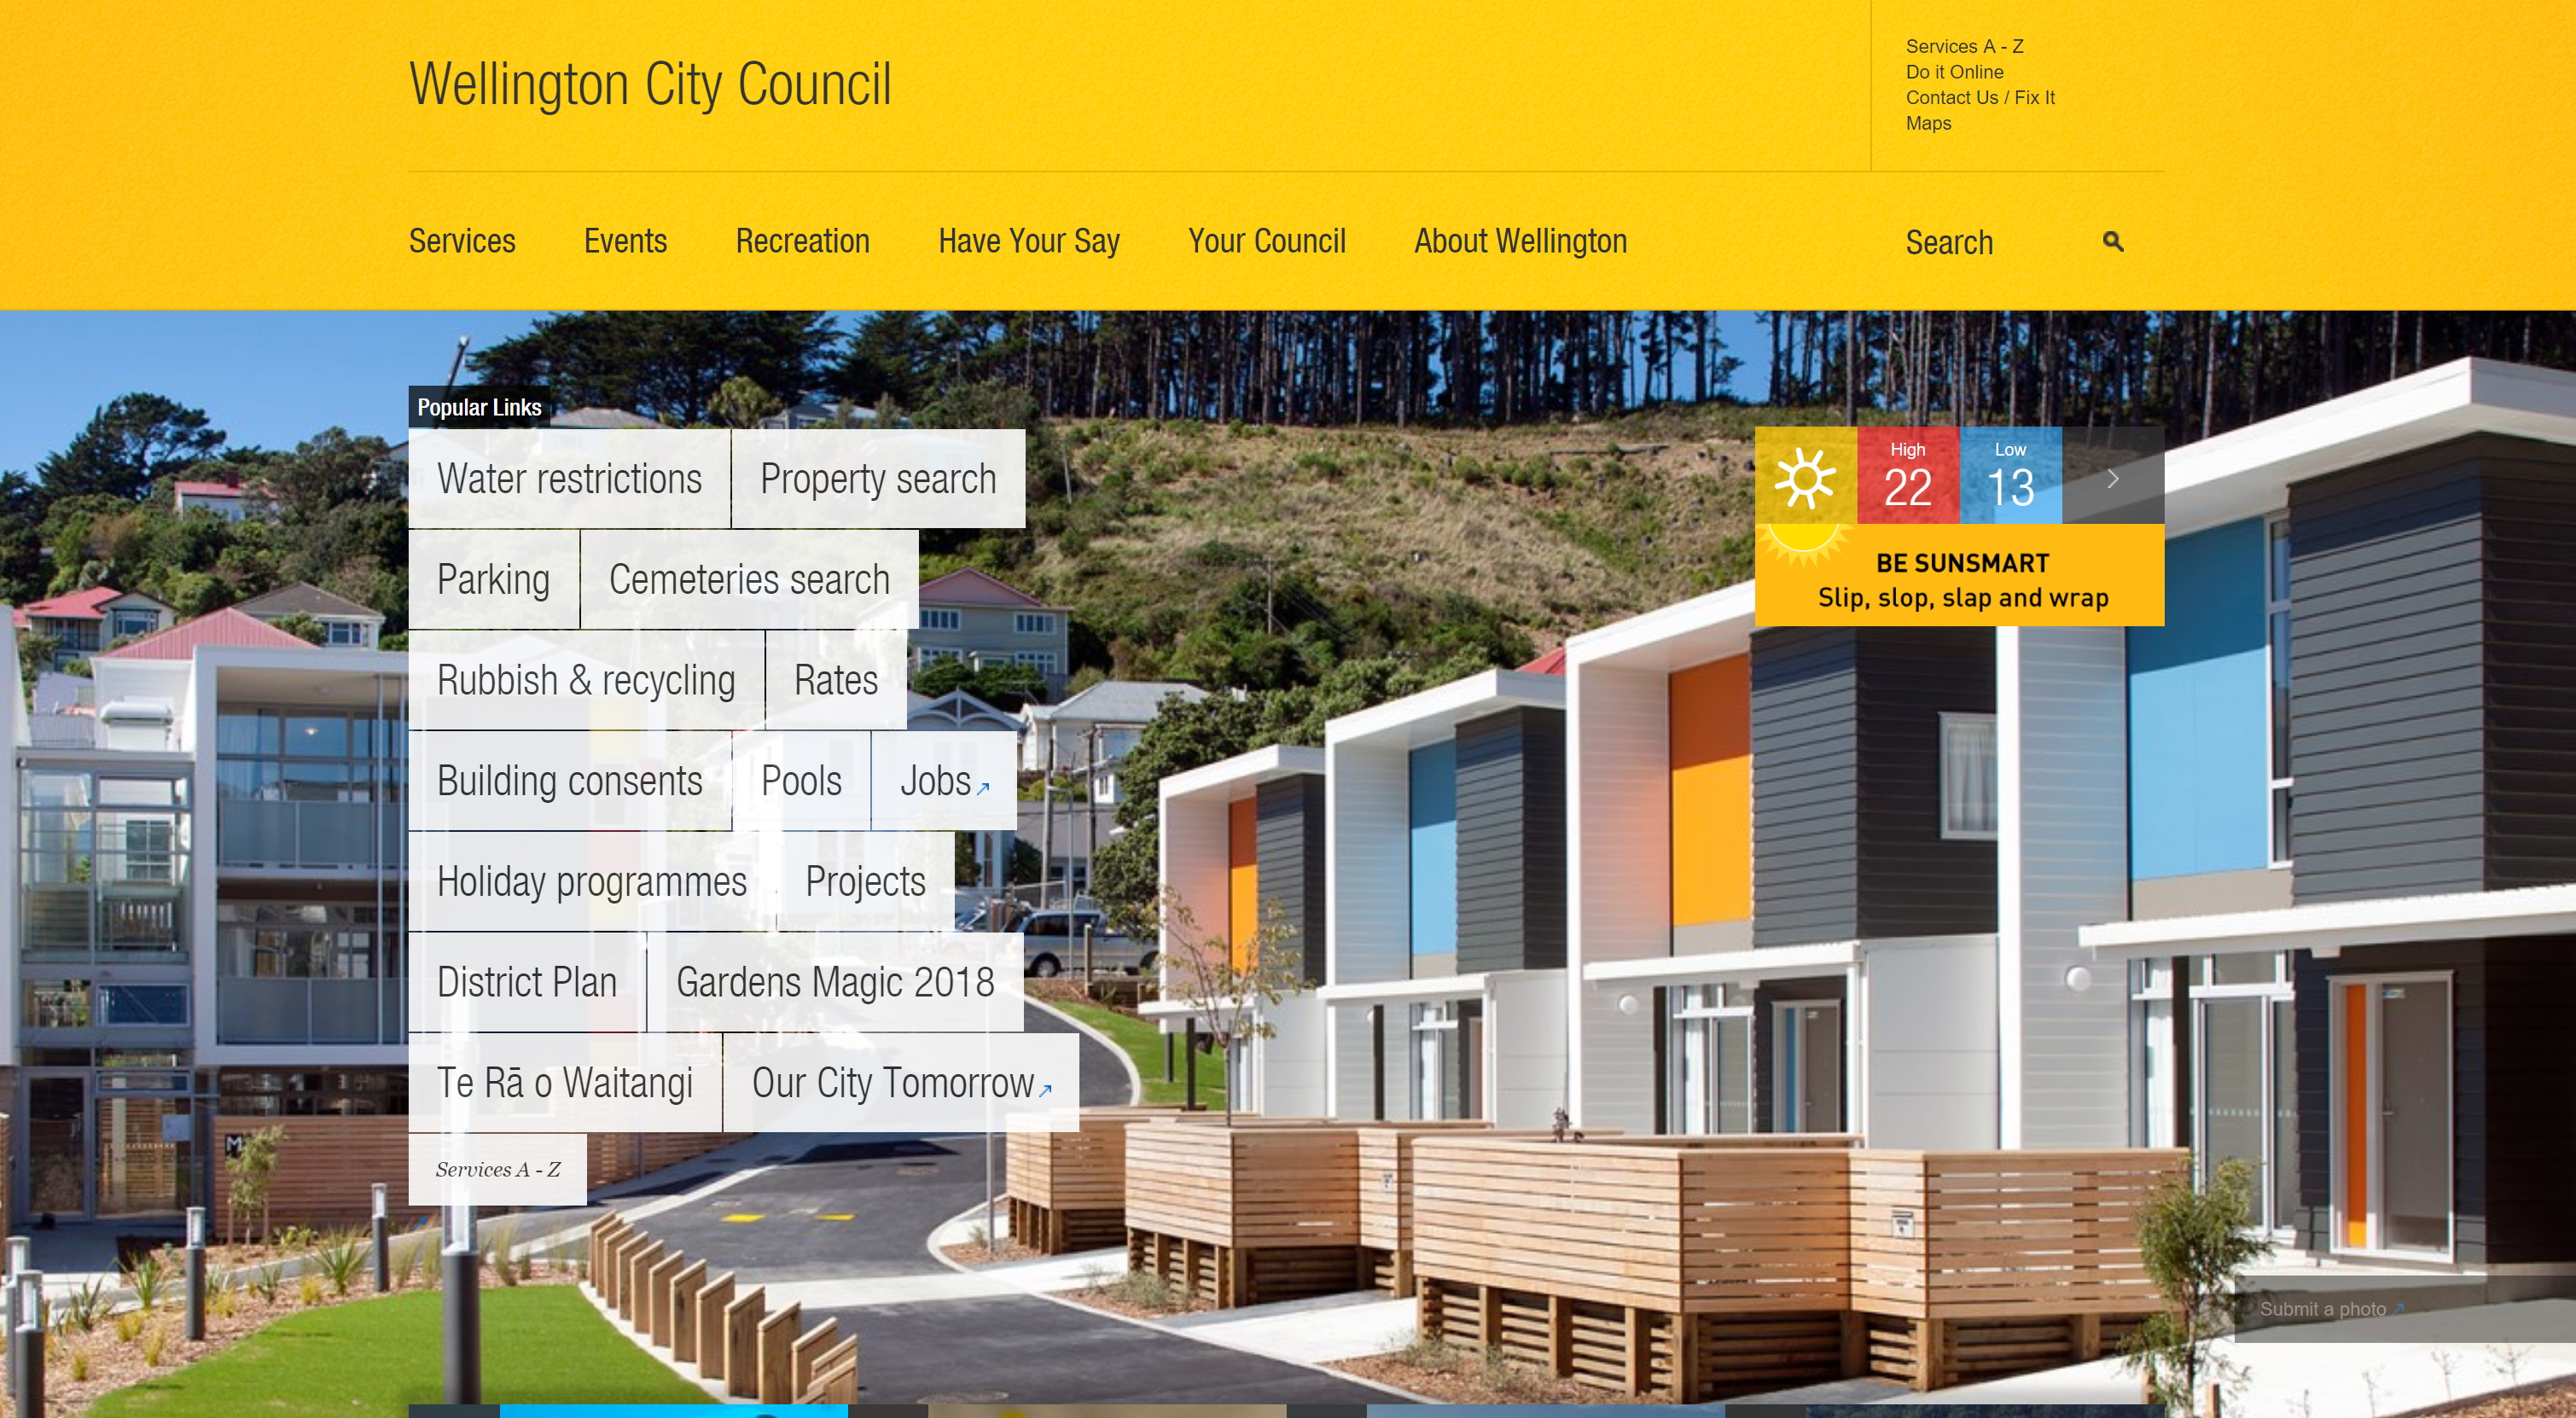 Wellington City Council
Services A - Z
Do it Online
Contact Us / Fix It
Maps
Services Events Recreation Have Your Say Your Council About Wellington Search
Popular Links
Water restrictions Property search
Parking Cemeteries search
Rubbish & recycling Rates
Building consents Pools Jobs
Holiday programmes Projects
District Plan Gardens Magic 2018
Te Rā o Waitangi Our City Tomorrow
Services A - Z
High Low
22 13
BE SUNSMART
Slip, slop, slap and wrap
Submit a photo